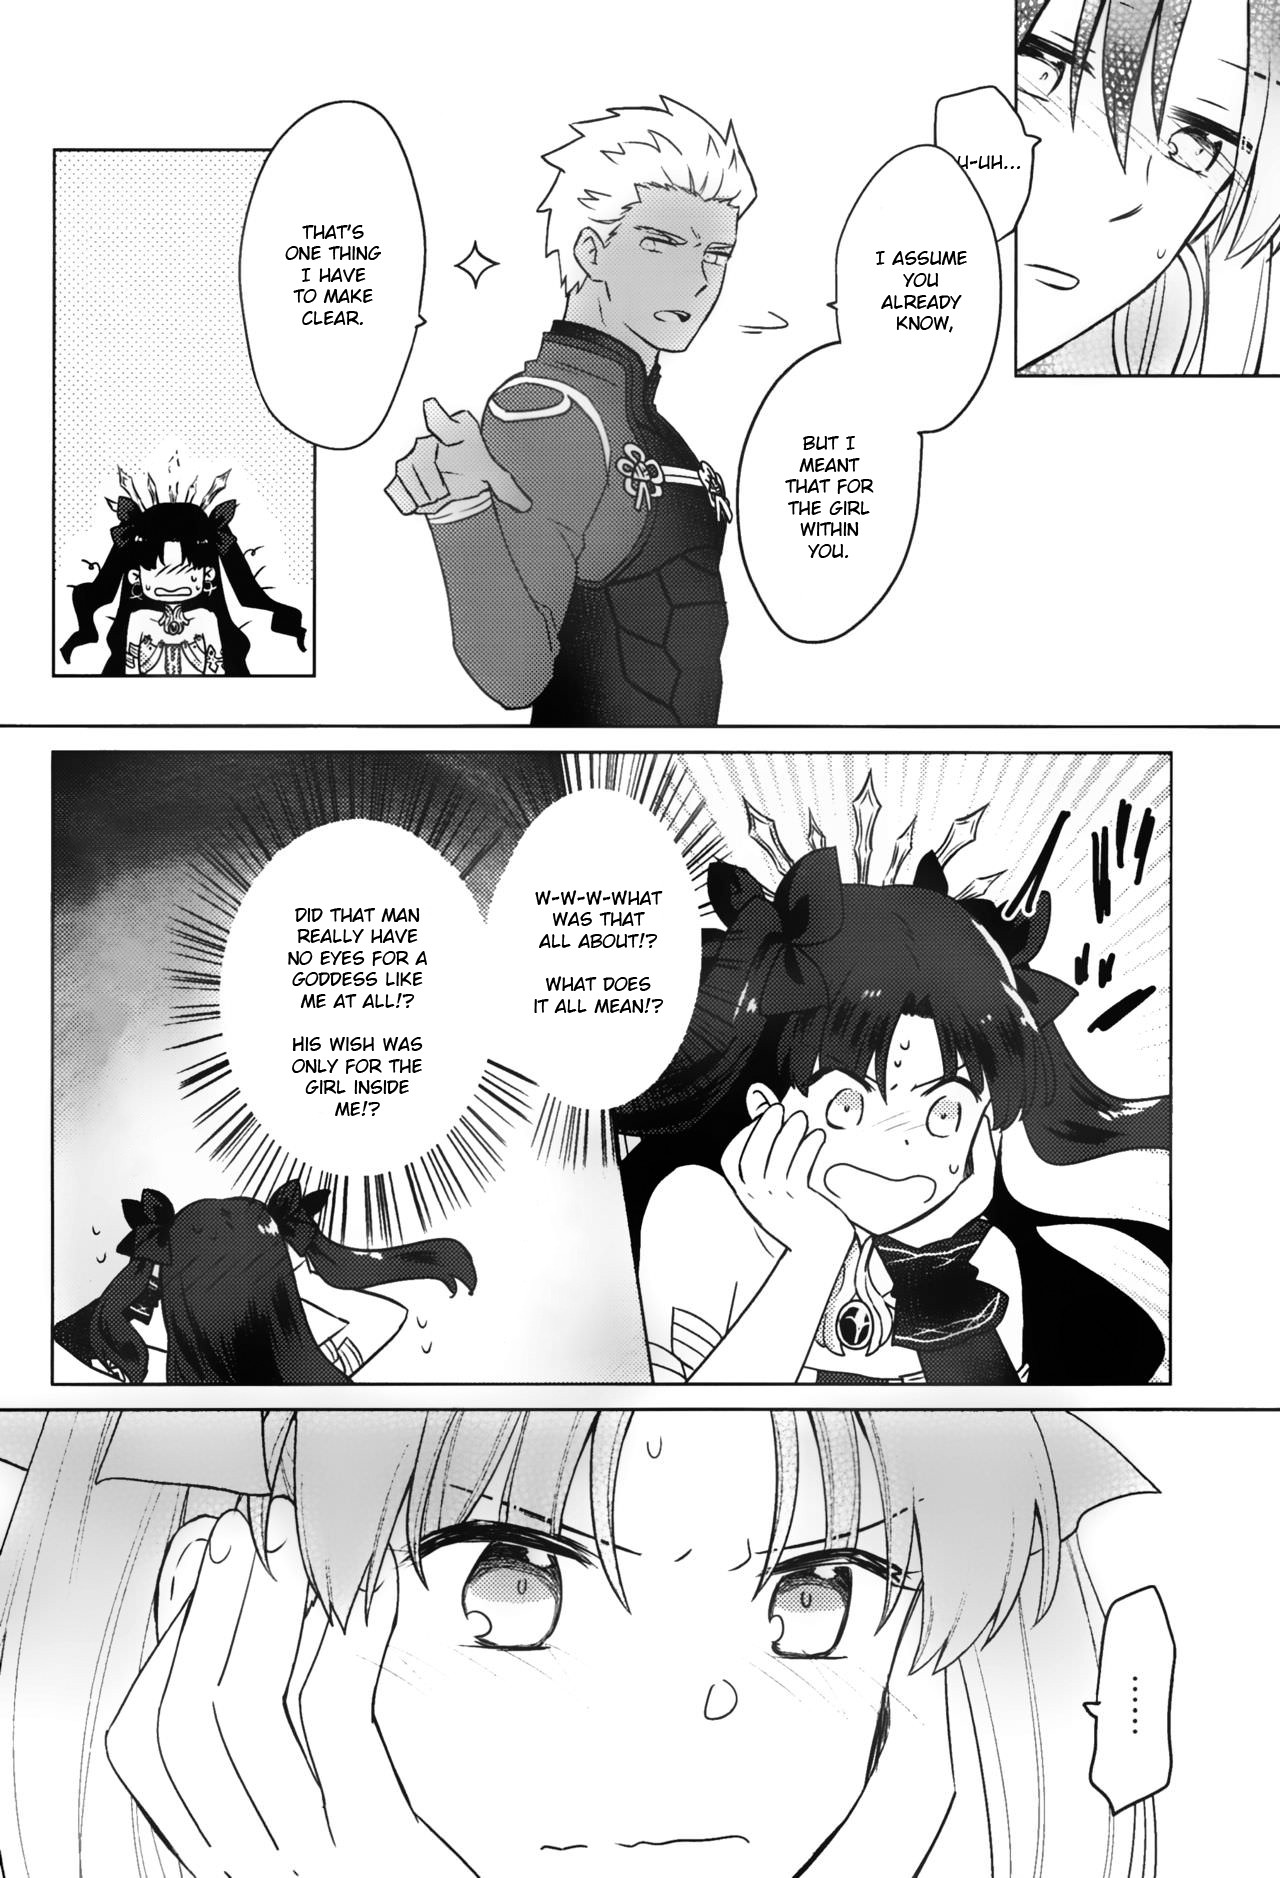 U-UH...
I ASSUME
YOU
ALREADY
KNOW,
BUT I
MEANT
THAT FOR
THE GIRL
WITHIN
YOU.
THAT'S
ONE THING
I HAVE
TO MAKE
CLEAR.
W-W-W-WHAT
WAS THAT
ALL ABOUT!?
WHAT DOES
IT ALL MEAN!?
DID THAT MAN
REALLY HAVE
NO EYES FOR A
GODDESS LIKE
ME AT ALL!?
HIS WISH WAS
ONLY FOR THE
GIRL INSIDE
ME!?
........